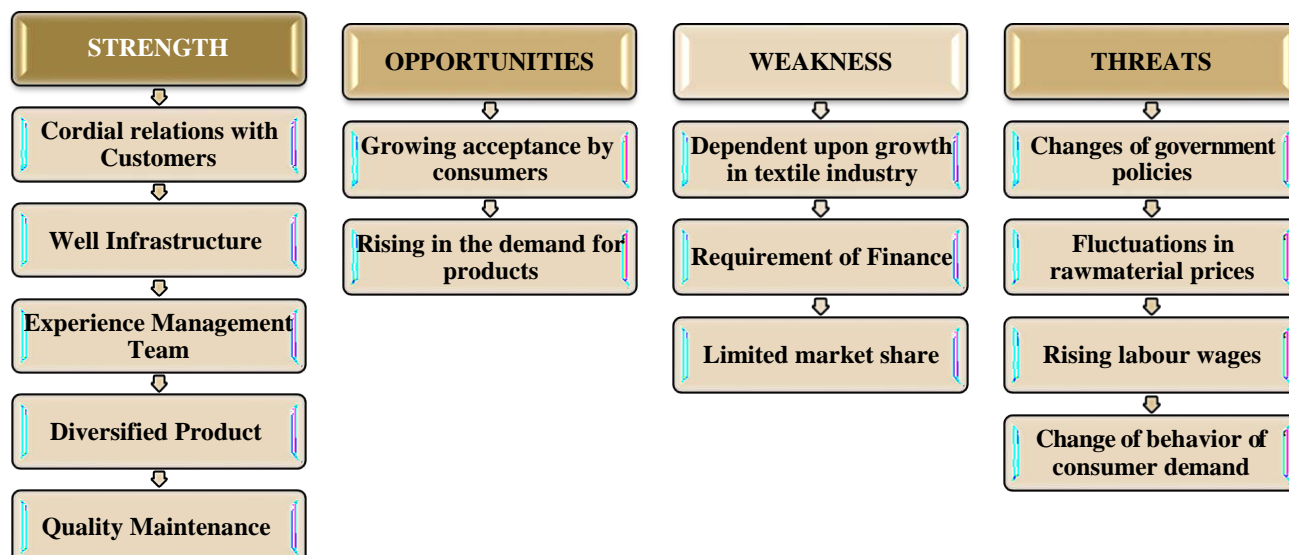 STRENGTH
Cordial relations with
Customers
Well Infrastructure
Experience Management
Team
Diversified Product
Quality Maintenance
OPPORTUNITIES
Growing acceptance by
consumers
Rising in the demand for
products
WEAKNESS
Dependent upon growth
in textile industry
Requirement of Finance
Limited market share
THREATS
Changes of government
policies
Fluctuations in
rawmaterial prices
Rising labour wages
Change of behavior of
consumer demand